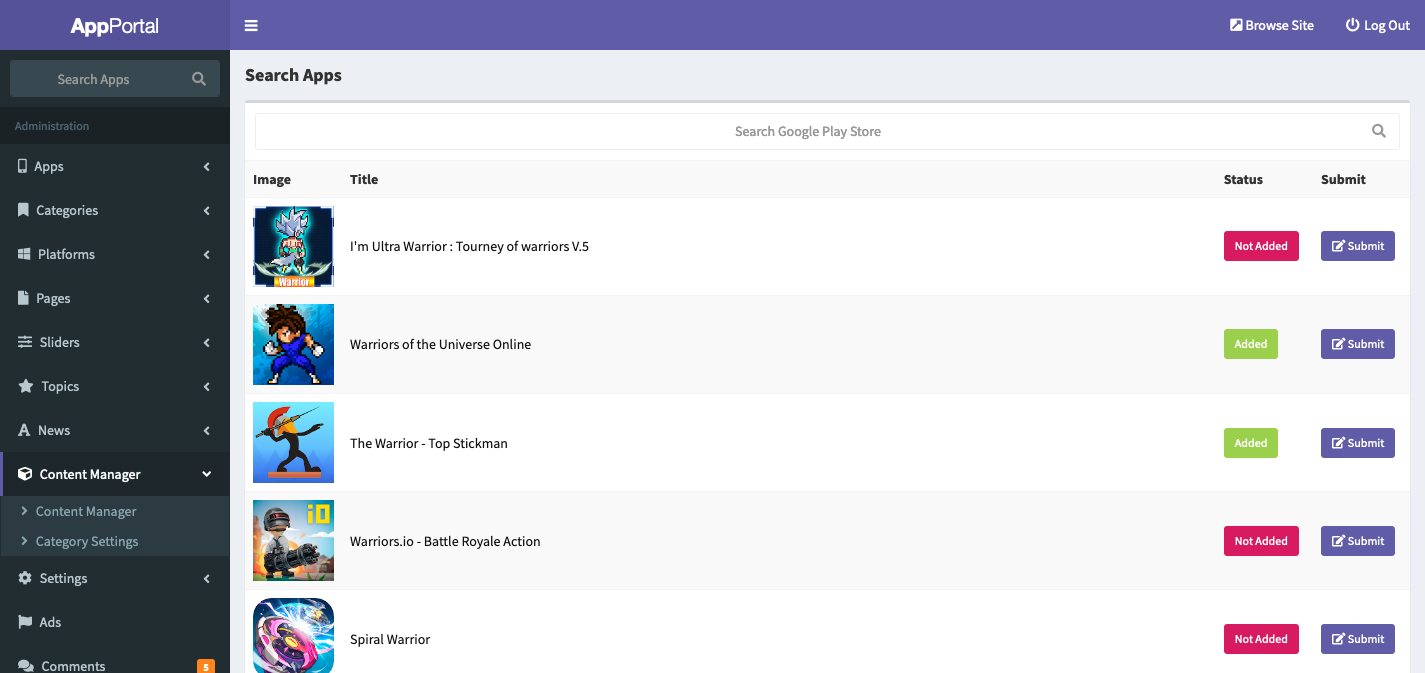 AppPortal
Browse Site
Log Out
Search Apps
Administration
Apps
Categories
Platforms
Pages
Sliders
Topics
News
Content Manager
Content Manager
Category Settings
Settings
Ads
Comments
5
Search Apps
Search Google Play Store
Image Title Status Submit
Warrior
I'm Ultra Warrior : Tourney of warriors V.5 Not Added Submit
Warriors of the Universe Online Added Submit
The Warrior - Top Stickman Added Submit
iO
Warriors.io - Battle Royale Action Not Added Submit
Spiral Warrior Not Added Submit